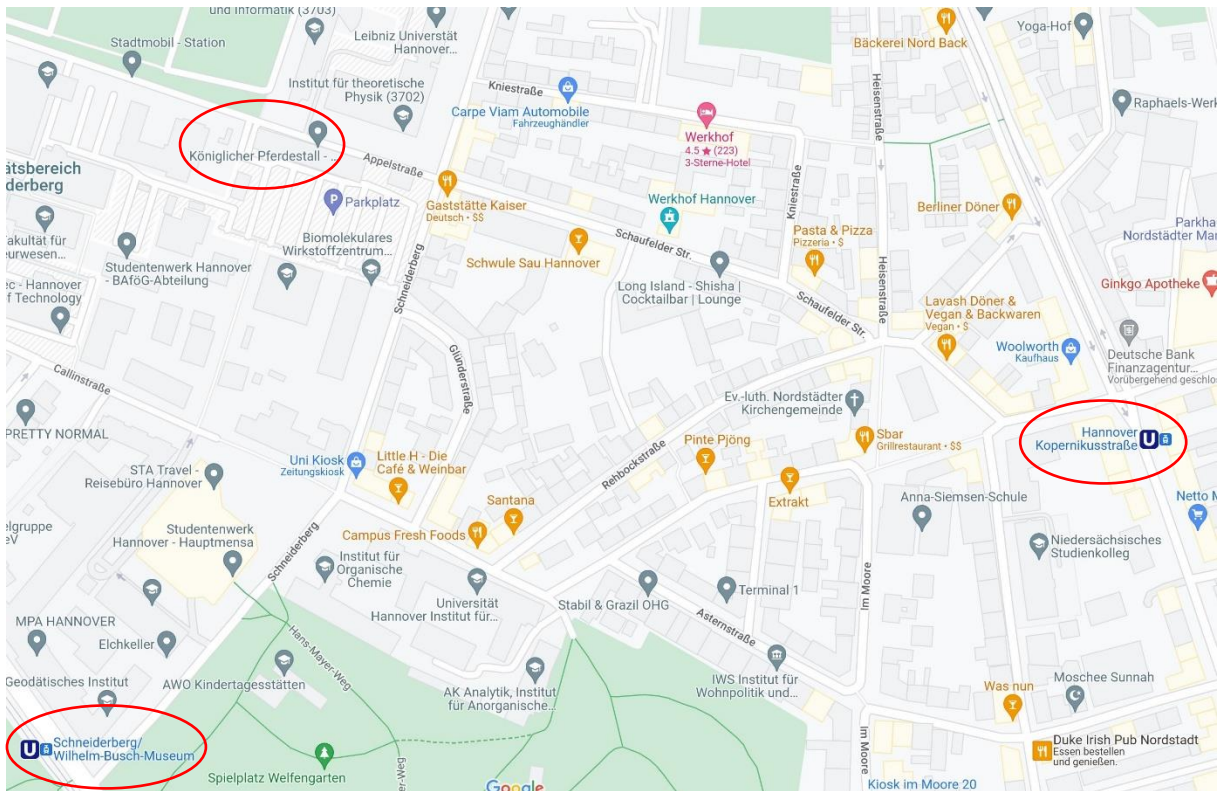 und Informatik (3703)
Stadtmobil - Station
Leibniz Universtät
Hannover...
Institut für theoretische
Physik (3702)
Königlicher Pferdestall - ...
Appelstraße
ätsbereich
iderberg
Parkplatz
Gaststätte Kaiser
Deutsch • $$
Biomolekulares
Wirkstoffzentrum...
akultät für
eurwesen...
Studentenwerk Hannover
- BAföG-Abteilung
ec - Hannover
of Technology
Schneiderberg
Schwule Sau Hannover
Kniestraße
Carpe Viam Automobile
Fahrzeughändler
Werkhof
4.5 ★ (223)
3-Sterne-Hotel
Werkhof Hannover
Schaufelder Str.
Long Island - Shisha |
Cocktailbar | Lounge
Kniestraße
Pasta & Pizza
Pizzeria • $
Schaufelder Str.
Bäckerei Nord Back
Heisenstraße
Heisenstraße
Yoga-Hof
Raphaels-Werk
Berliner Döner
Parkha
Nordstädter Mar
Ginkgo Apotheke
Lavash Döner &
Vegan & Backwaren
Vegan • $
Woolworth
Kaufhaus
Deutsche Bank
Finanzagentur...
Vorübergehend geschlo
Callinstraße
PRETTY NORMAL
Glünderstraße
Ev.-luth. Nordstädter
Kirchengemeinde
Hannover
Kopernikusstraße
Sbar
Grillrestaurant • $$
Pinte Pjöng
Rehbockstraße
Extrakt
Anna-Siemsen-Schule
Netto M
STA Travel -
Reisebüro Hannover
Uni Kiosk
Zeitungskiosk
Little H - Die
Café & Weinbar
Santana
Campus Fresh Foods
elgruppe
eV
Studentenwerk
Hannover - Hauptmensa
Schneiderberg
Institut für
Organische
Chemie
Universität
Hannover Institut für...
Stabil & Grazil OHG
Terminal 1
Im Moore
Niedersächsisches
Studienkolleg
Asternstraße
MPA HANNOVER
Elchkeller
Hans-Mayer-Weg
Geodätisches Institut
AWO Kindertagesstätten
AK Analytik, Institut
für Anorganische...
IWS Institut für
Wohnpolitik und...
Was nun
Moschee Sunnah
Schneiderberg/
Wilhelm-Busch-Museum
Spielplatz Welfengarten
er-Weg
Google
Im Moore
Duke Irish Pub Nordstadt
Essen bestellen
und genießen.
Kiosk im Moore 20